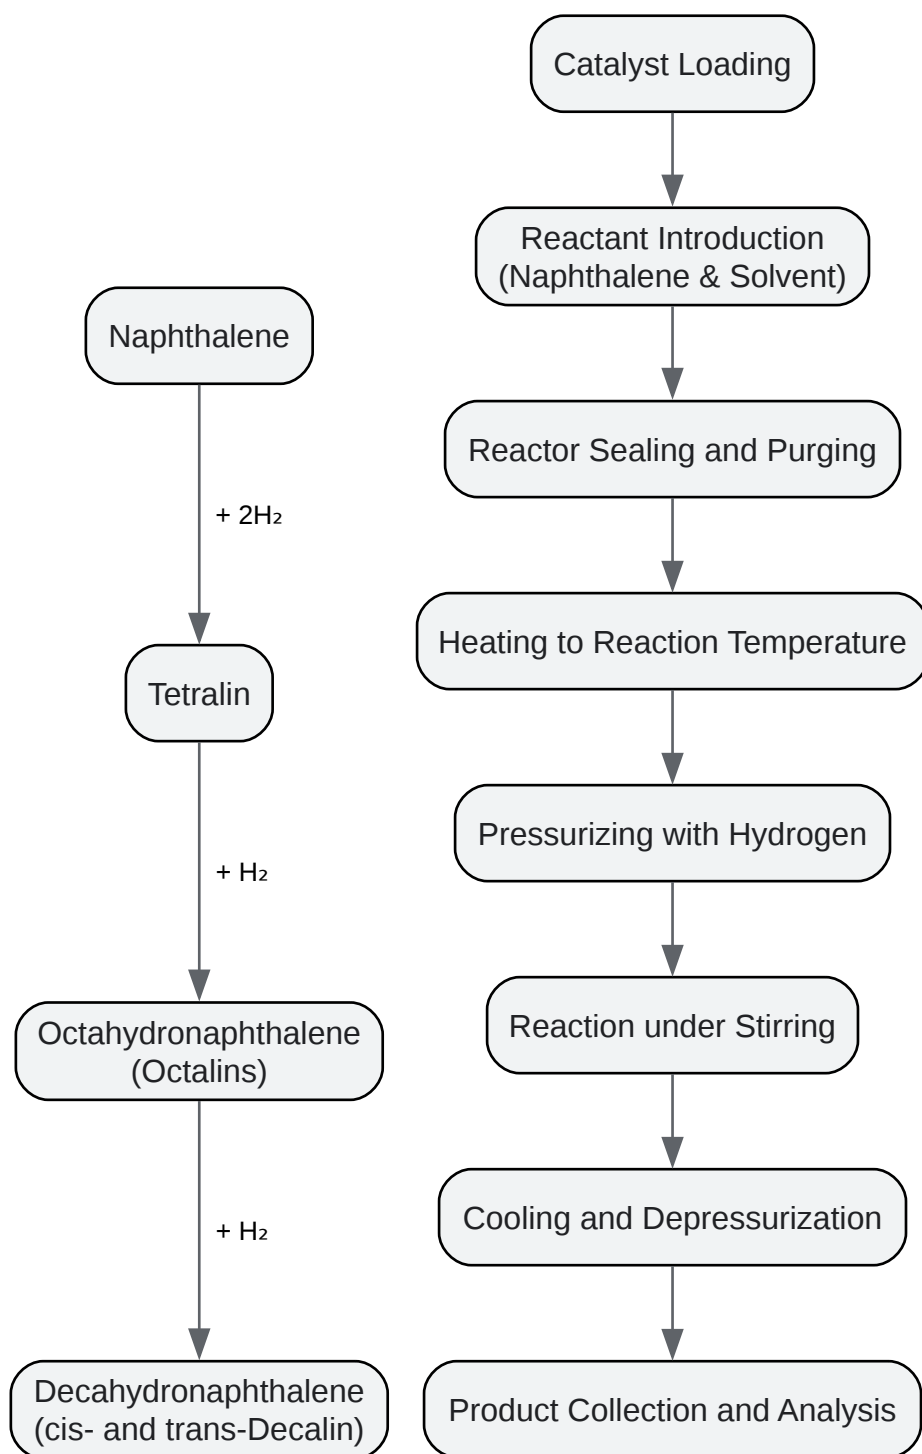 Naphthalene
+ 2H₂
Tetralin
+ H₂
Octahydronaphthalene
(Octalins)
+ H₂
Decahydronaphthalene
(cis- and trans-Decalin)
Catalyst Loading
Reactant Introduction
(Naphthalene & Solvent)
Reactor Sealing and Purging
Heating to Reaction Temperature
Pressurizing with Hydrogen
Reaction under Stirring
Cooling and Depressurization
Product Collection and Analysis